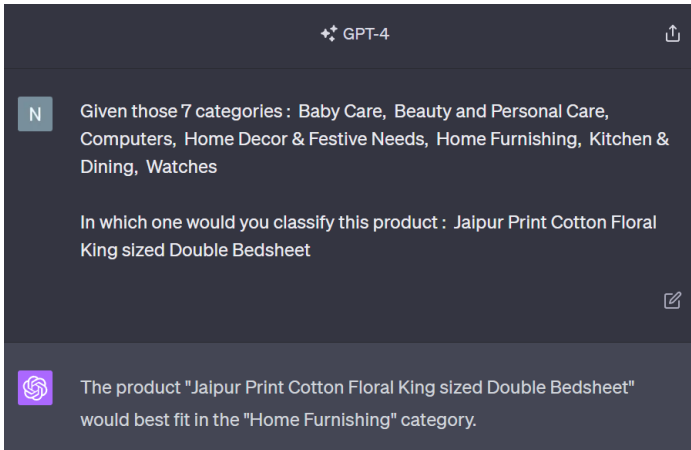 GPT-4
N
Given those 7 categories :  Baby Care,  Beauty and Personal Care,
Computers,  Home Decor & Festive Needs,  Home Furnishing,  Kitchen &
Dining,  Watches
In which one would you classify this product :  Jaipur Print Cotton Floral
King sized Double Bedsheet
The product "Jaipur Print Cotton Floral King sized Double Bedsheet"
would best fit in the "Home Furnishing" category.